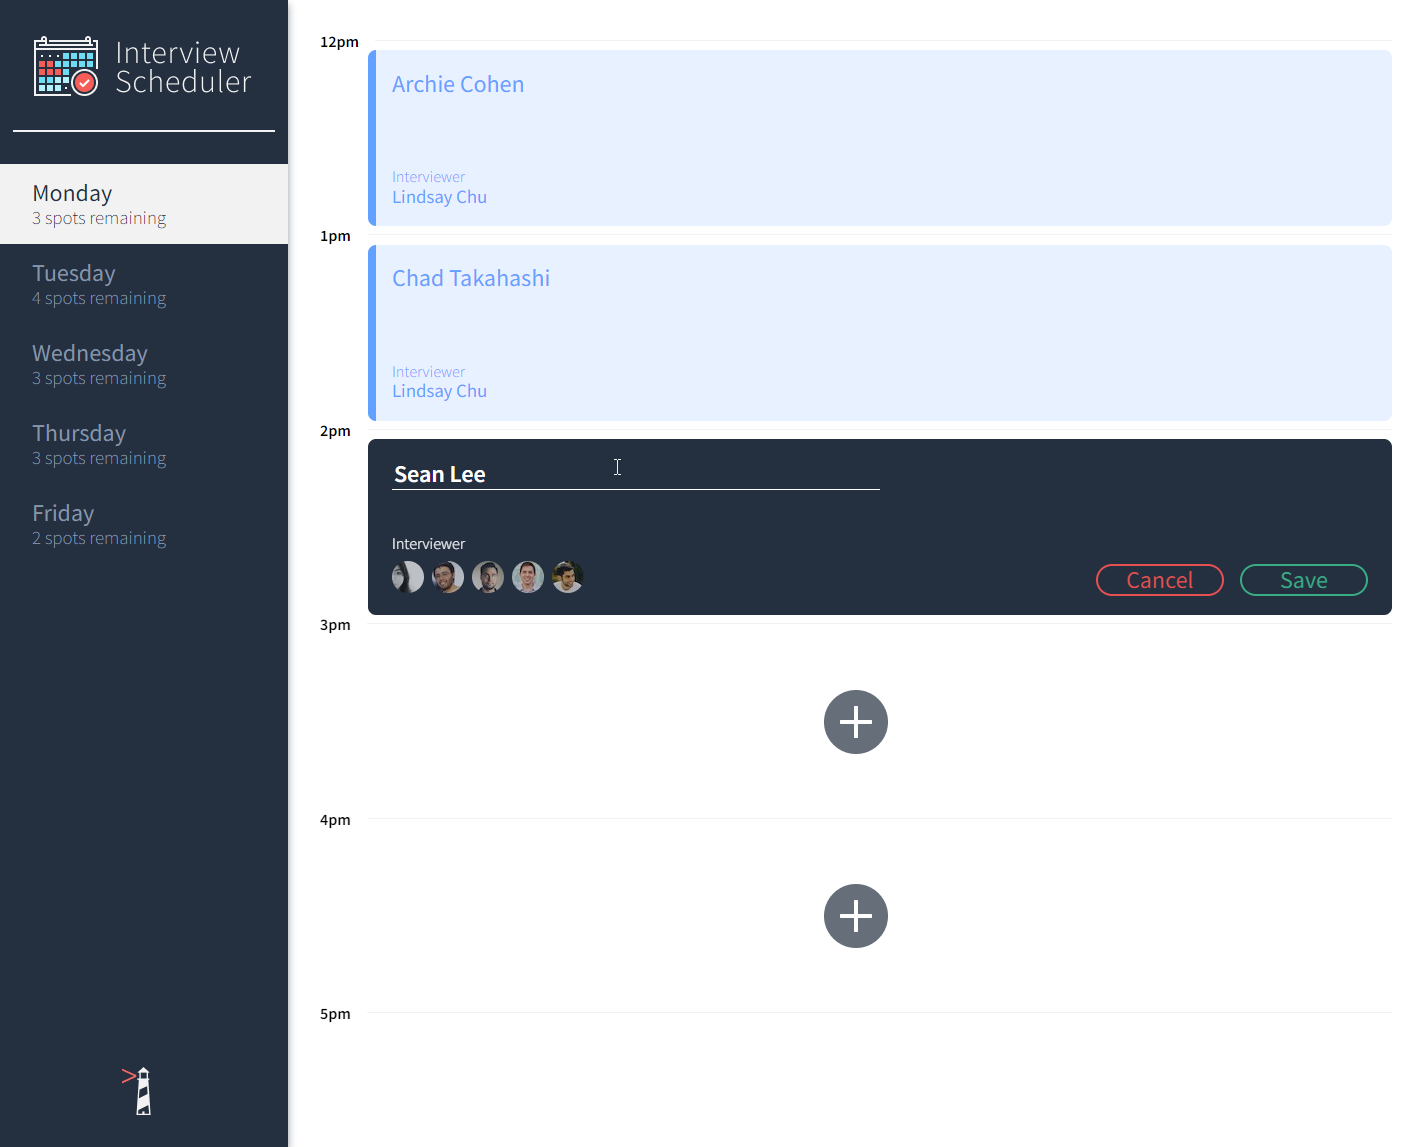 Interview
Scheduler
Monday
3 spots remaining
Tuesday
4 spots remaining
Wednesday
3 spots remaining
Thursday
3 spots remaining
Friday
2 spots remaining
12pm
Archie Cohen
Interviewer
Lindsay Chu
1pm
Chad Takahashi
Interviewer
Lindsay Chu
2pm
Sean Lee
Interviewer
Cancel
Save
3pm
4pm
5pm